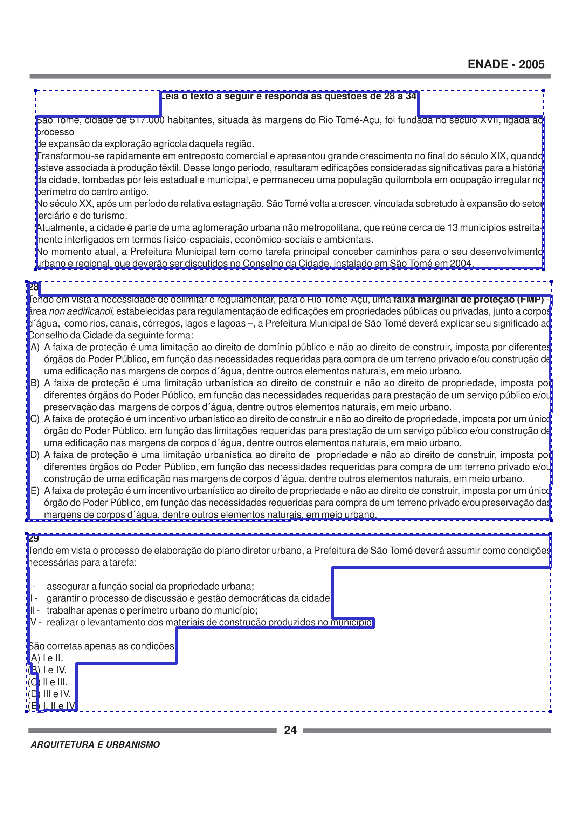 ENADE - 2005
Leia o texto a seguir e responda às questões de 28 a 34.
São Tomé, cidade de 517.000 habitantes, situada às margens do Rio Tomé-Açu, foi fundada no século XVII, ligada ao
processo
de expansão da exploração agrícola daquela região.
Transformou-se rapidamente em entreposto comercial e apresentou grande crescimento no final do século XIX, quando
esteve associada à produção têxtil. Desse longo período, resultaram edificações consideradas significativas para a história
da cidade, tombadas por leis estadual e municipal, e permaneceu uma população quilombola em ocupação irregular no
perímetro do centro antigo.
No século XX, após um período de relativa estagnação, São Tomé volta a crescer, vinculada sobretudo à expansão do setor
terciário e do turismo.
Atualmente, a cidade é parte de uma aglomeração urbana não metropolitana, que reúne cerca de 13 municípios estreita-
mente interligados em termos físico-espaciais, econômico-sociais e ambientais.
No momento atual, a Prefeitura Municipal tem como tarefa principal conceber caminhos para o seu desenvolvimento
urbano e regional, que deverão ser discutidos no Conselho da Cidade, instalado em São Tomé em 2004.
28
Tendo em vista a necessidade de delimitar e regulamentar, para o Rio Tomé-Açu, uma faixa marginal de proteção (FMP) –
área non aedificandi, estabelecidas para regulamentação de edificações em propriedades públicas ou privadas, junto a corpos
d'água, como rios, canais, córregos, lagos e lagoas –, a Prefeitura Municipal de São Tomé deverá explicar seu significado ao
Conselho da Cidade da seguinte forma:
A) A faixa de proteção é uma limitação ao direito de domínio público e não ao direito de construir, imposta por diferentes
órgãos do Poder Público, em função das necessidades requeridas para compra de um terreno privado e/ou construção de
uma edificação nas margens de corpos d´água, dentre outros elementos naturais, em meio urbano.
B) A faixa de proteção é uma limitação urbanística ao direito de construir e não ao direito de propriedade, imposta por
diferentes órgãos do Poder Público, em função das necessidades requeridas para prestação de um serviço público e/ou
preservação das margens de corpos d´água, dentre outros elementos naturais, em meio urbano.
C) A faixa de proteção é um incentivo urbanístico ao direito de construir e não ao direito de propriedade, imposta por um único
órgão do Poder Público, em função das limitações requeridas para prestação de um serviço público e/ou construção de
uma edificação nas margens de corpos d´água, dentre outros elementos naturais, em meio urbano.
D) A faixa de proteção é uma limitação urbanística ao direito de propriedade e não ao direito de construir, imposta por
diferentes órgãos do Poder Público, em função das necessidades requeridas para compra de um terreno privado e/ou
construção de uma edificação nas margens de corpos d´água, dentre outros elementos naturais, em meio urbano.
E) A faixa de proteção é um incentivo urbanístico ao direito de propriedade e não ao direito de construir, imposta por um único
órgão do Poder Público, em função das necessidades requeridas para compra de um terreno privado e/ou preservação das
margens de corpos d´água, dentre outros elementos naturais, em meio urbano.
29
Tendo em vista o processo de elaboração do plano diretor urbano, a Prefeitura de São Tomé deverá assumir como condições
necessárias para a tarefa:
I - assegurar a função social da propriedade urbana;
II - garantir o processo de discussão e gestão democráticas da cidade;
III - trabalhar apenas o perímetro urbano do município;
IV - realizar o levantamento dos materiais de construção produzidos no município.
São corretas apenas as condições:
(A) I e II.
(B) I e IV.
(C) II e III.
(D) III e IV.
(E) I, II e IV.
24
ARQUITETURA E URBANISMO